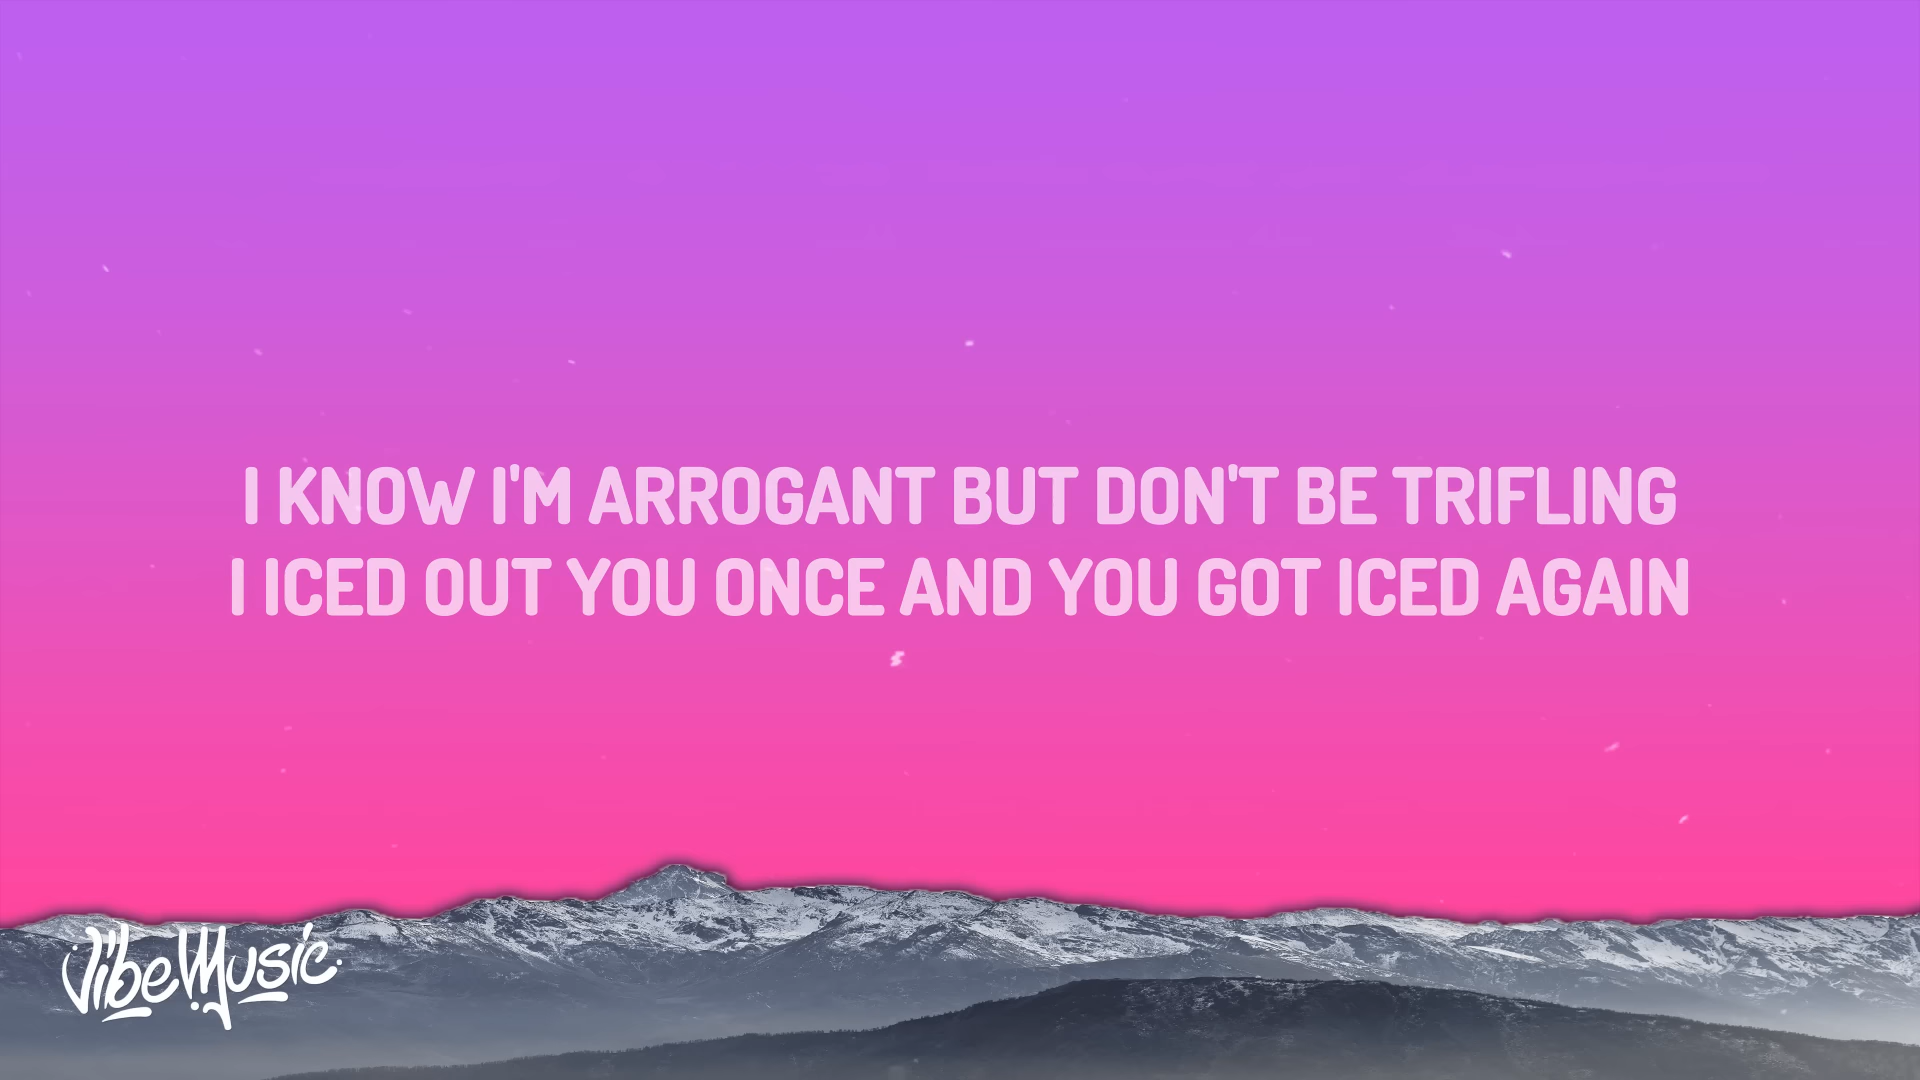 I KNOW I'M ARROGANT BUT DON'T BE TRIFLING
I ICED OUT YOU ONCE AND YOU GOT ICED AGAIN
VibeMusic